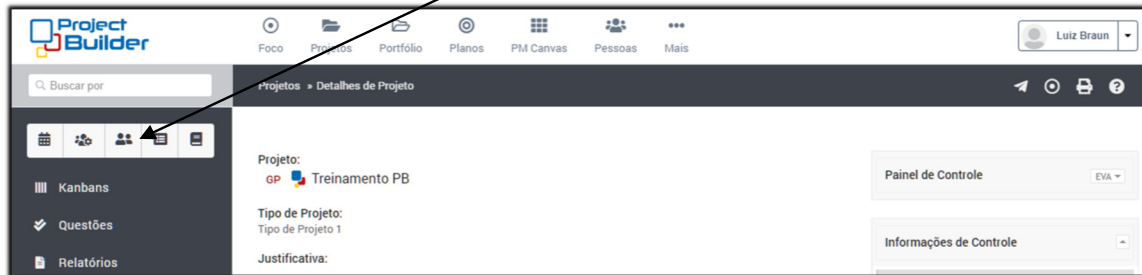 Project
Builder
Foco Projetos Portfólio Planos PM Canvas Pessoas Mais
Luiz Braun
Buscar por
Projetos » Detalhes de Projeto
Projeto:
GP Treinamento PB
Painel de Controle
EVA
Kanbans
Tipo de Projeto:
Tipo de Projeto 1
Questões
Informações de Controle
Justificativa:
Relatórios